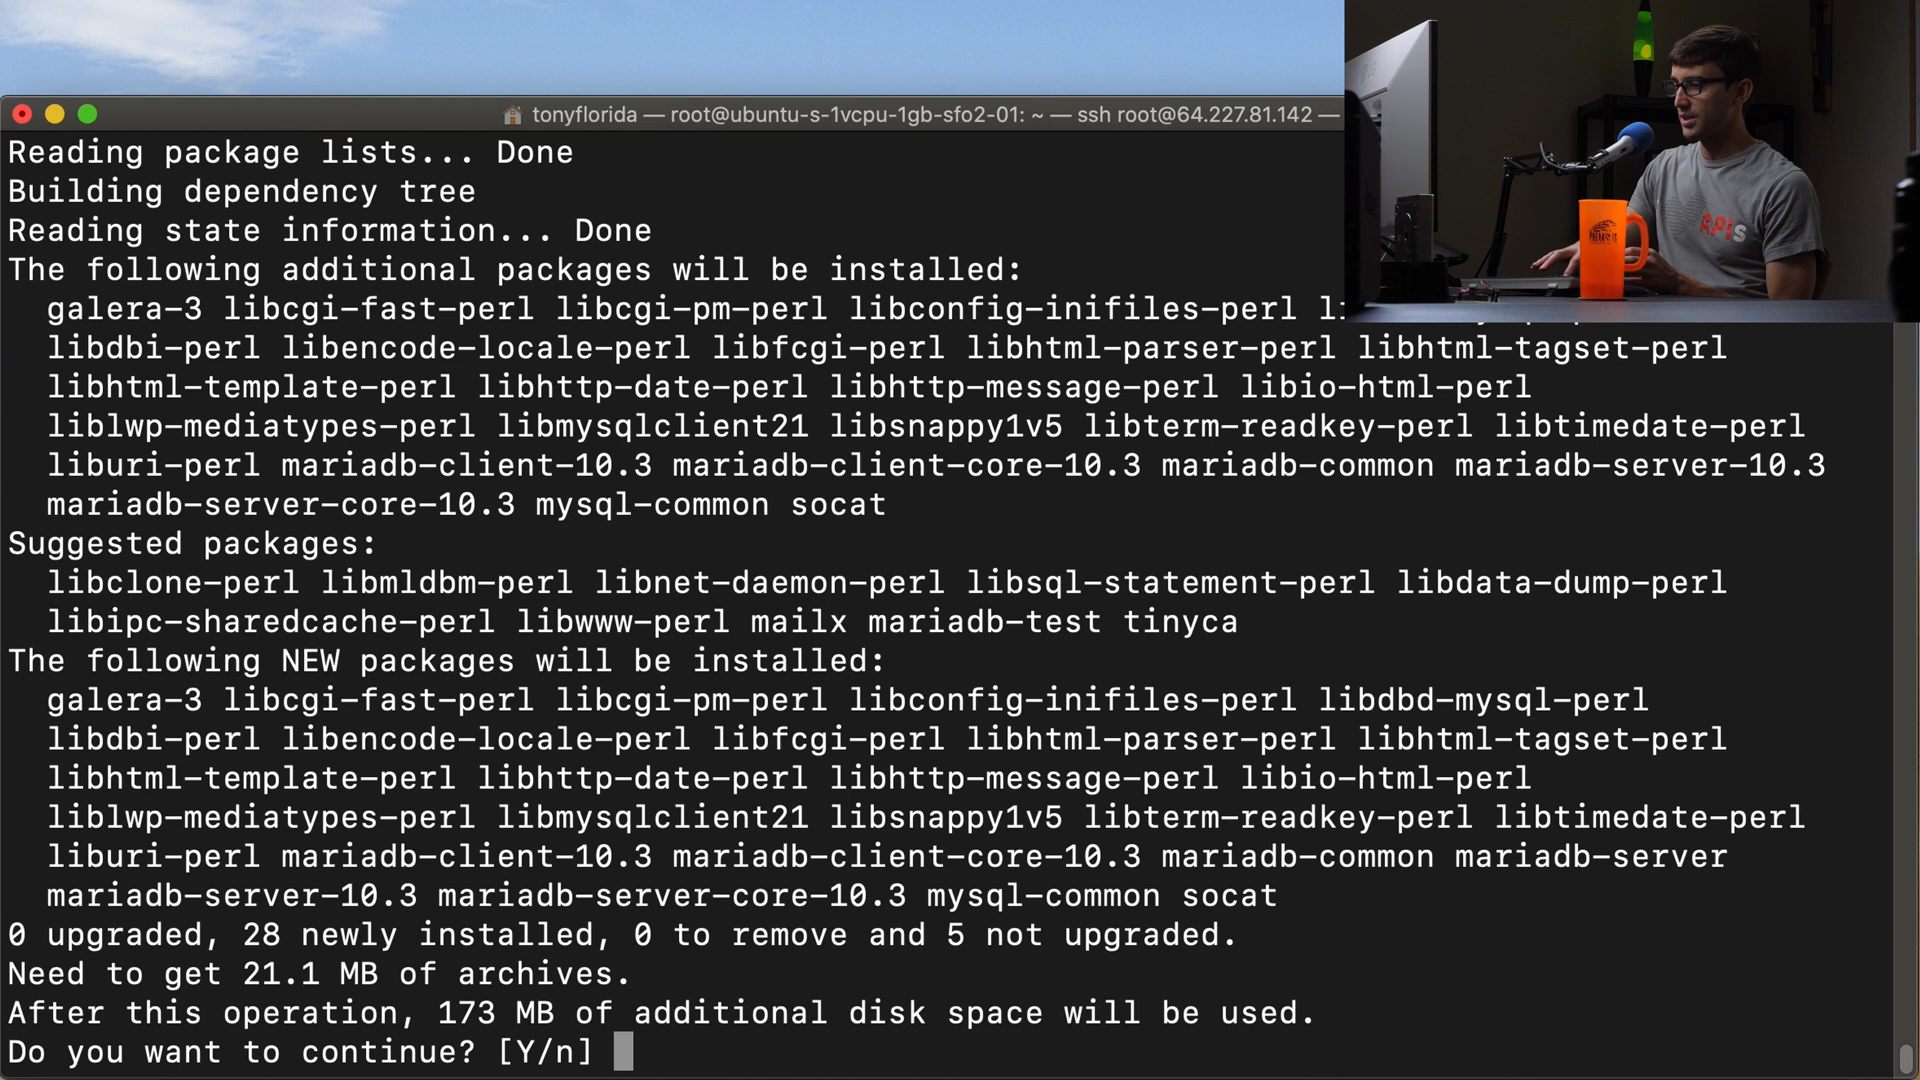 tonyflorida — root@ubuntu-s-1vcpu-1gb-sfo2-01: ~ — ssh root@64.227.81.142 —
Reading package lists... Done
Building dependency tree
Reading state information... Done
The following additional packages will be installed:
galera-3 libcgi-fast-perl libcgi-pm-perl libconfig-inifiles-perl
libdbi-perl libencode-locale-perl libfcgi-perl libhtml-parser-perl libhtml-tagset-perl
libhtml-template-perl libhttp-date-perl libhttp-message-perl libio-html-perl
liblwp-mediatypes-perl libmysqlclient21 libsnappy1v5 libterm-readkey-perl libtimedate-perl
liburi-perl mariadb-client-10.3 mariadb-client-core-10.3 mariadb-common mariadb-server-10.3
mariadb-server-core-10.3 mysql-common socat
Suggested packages:
libclone-perl libmldbm-perl libnet-daemon-perl libsql-statement-perl libdata-dump-perl
libipc-sharedcache-perl libwww-perl mailx mariadb-test tinyca
The following NEW packages will be installed:
galera-3 libcgi-fast-perl libcgi-pm-perl libconfig-inifiles-perl libdbd-mysql-perl
libdbi-perl libencode-locale-perl libfcgi-perl libhtml-parser-perl libhtml-tagset-perl
libhtml-template-perl libhttp-date-perl libhttp-message-perl libio-html-perl
liblwp-mediatypes-perl libmysqlclient21 libsnappy1v5 libterm-readkey-perl libtimedate-perl
liburi-perl mariadb-client-10.3 mariadb-client-core-10.3 mariadb-common mariadb-server
mariadb-server-10.3 mariadb-server-core-10.3 mysql-common socat
0 upgraded, 28 newly installed, 0 to remove and 5 not upgraded.
Need to get 21.1 MB of archives.
After this operation, 173 MB of additional disk space will be used.
Do you want to continue? [Y/n]
APIs